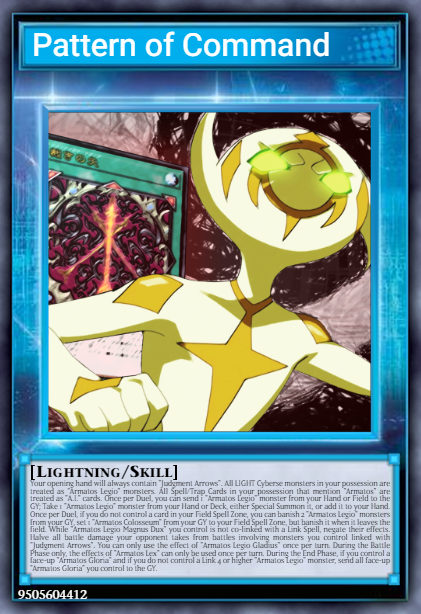 Pattern of Command
[LIGHTNING/SKILL]
Your opening hand will always contain "Judgment Arrows". All LIGHT Cyberse monsters in your possession are
treated as "Armatos Legio" monsters. All Spell/Trap Cards in your possession that mention "Armatos" are
treated as "A.I." cards. Once per Duel, you can send 1 "Armatos Legio" monster from your Hand or Field to the
GY; Take 1 "Armatos Legio" monster from your Hand or Deck, either Special Summon it, or add it to your Hand.
Once per Duel, if you do not control a card in your Field Spell Zone, you can banish 2 "Armatos Legio" monsters
from your GY, set 1 "Armatos Colosseum" from your GY to your Field Spell Zone, but banish it when it leaves the
field. While "Armatos Legio Magnus Dux" you control is not co-linked with a Link Spell, negate their effects.
Halve all battle damage your opponent takes from battles involving monsters you control linked with
"Judgment Arrows". You can only use the effect of "Armatos Legio Gladius" once per turn. During the Battle
Phase only, the effects of "Armatos Lex" can only be used once per turn. During the End Phase, if you control a
face-up "Armatos Gloria" and if you do not control a Link 4 or higher "Armatos Legio" monster, send all face-up
"Armatos Gloria" you control to the GY.
9505604412